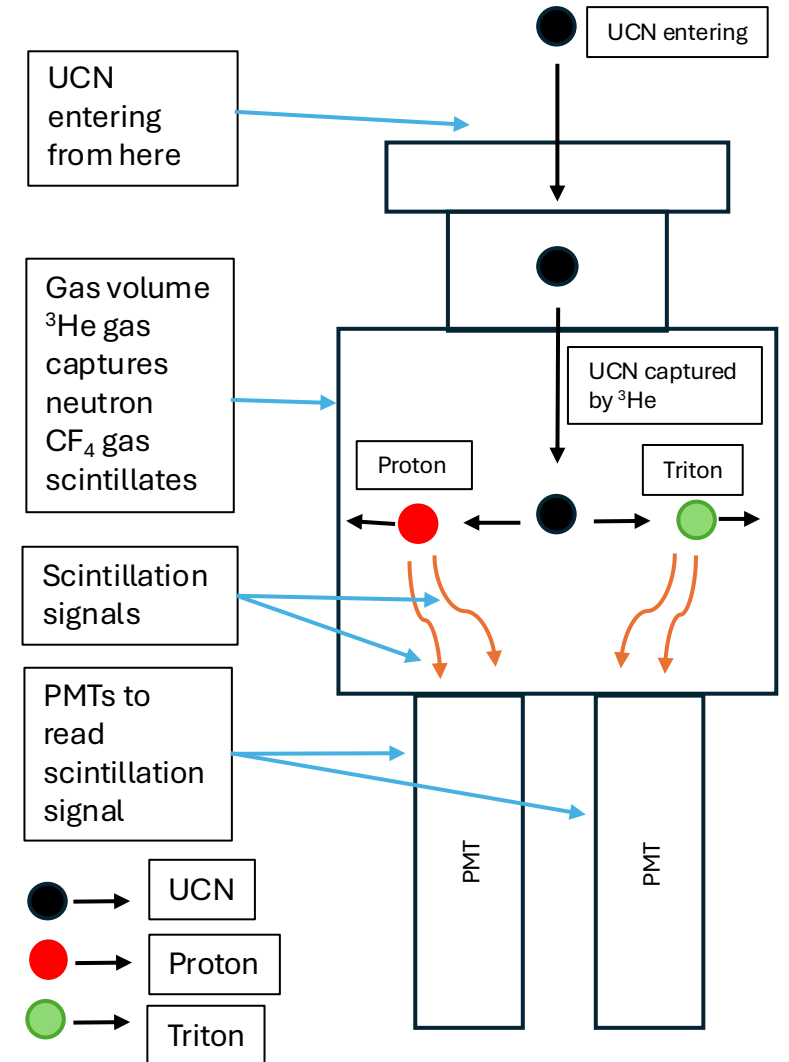 UCN entering
UCN
entering
from here
Gas volume
³He gas
captures
neutron
CF₄ gas
scintillates
UCN captured
by ³He
Proton
Triton
Scintillation
signals
PMTs to
read
scintillation
signal
PMT
PMT
UCN
Proton
Triton